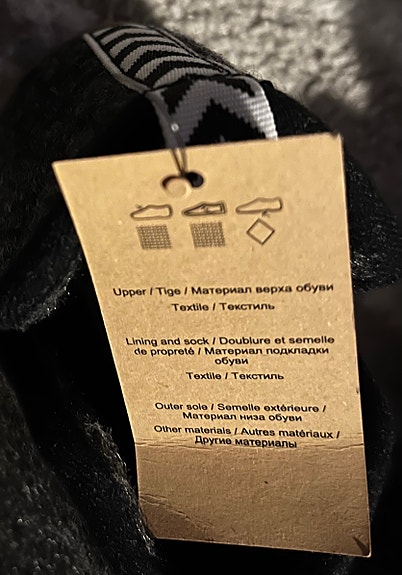 Upper / Tige / Материал верха обуви
Textile / Текстиль
Lining and sock / Doublure et semelle
de propreté / Материал подкладки
обуви
Textile / Текстиль
Outer sole / Semelle extérieure /
Материал низа обуви
Other materials / Autres matériaux /
Другие материалы